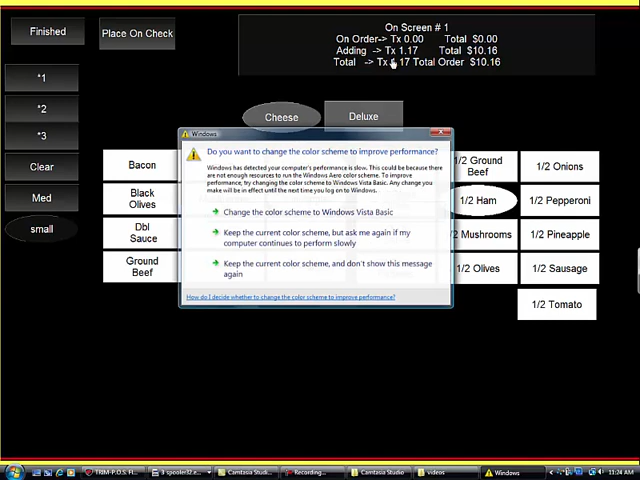 Finished
Place On Check
On Screen # 1
On Order-> Tx 0.00 Total $0.00
Adding -> Tx 1.17 Total $10.16
Total -> Tx 1.17 Total Order $10.16
*1
*2
*3
Clear
Med
small
Cheese
Deluxe
Bacon
Black
Olives
Dbl
Sauce
Ground
Beef
Windows
Do you want to change the color scheme to improve performance?
Windows has detected your computer's performance is slow. This could be because there
are not enough resources to run the Windows Aero color scheme. To improve
performance, try changing the color scheme to Windows Vista Basic. Any change you
make will be in effect until the next time you log on to Windows.
Change the color scheme to Windows Vista Basic
Keep the current color scheme, but ask me again if my
computer continues to perform slowly
Keep the current color scheme, and don't show this message
again
How do I decide whether to change the color scheme to improve performance?
1/2 Ground
Beef
1/2 Onions
1/2 Ham
1/2 Pepperoni
1/2 Mushrooms
1/2 Pineapple
1/2 Olives
1/2 Sausage
1/2 Tomato
TRIM-P.O.S. Fl...
3 spooler32.e...
Camtasia Studi...
Recording...
Camtasia Studio
videos
Windows
11:24 AM